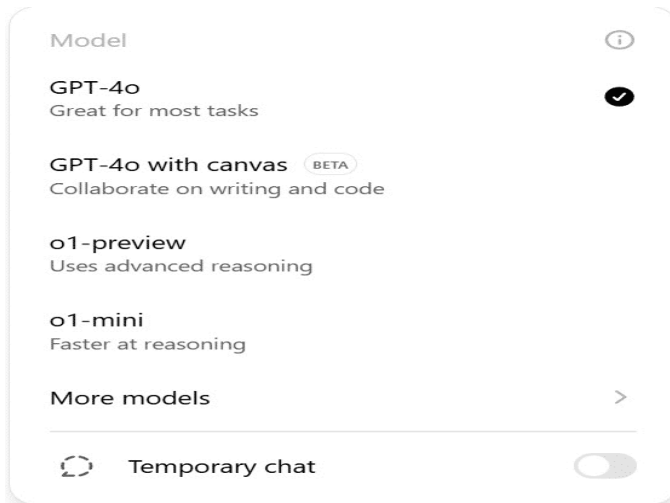 Model
GPT-4o
Great for most tasks
GPT-4o with canvas BETA
Collaborate on writing and code
o1-preview
Uses advanced reasoning
o1-mini
Faster at reasoning
More models
Temporary chat